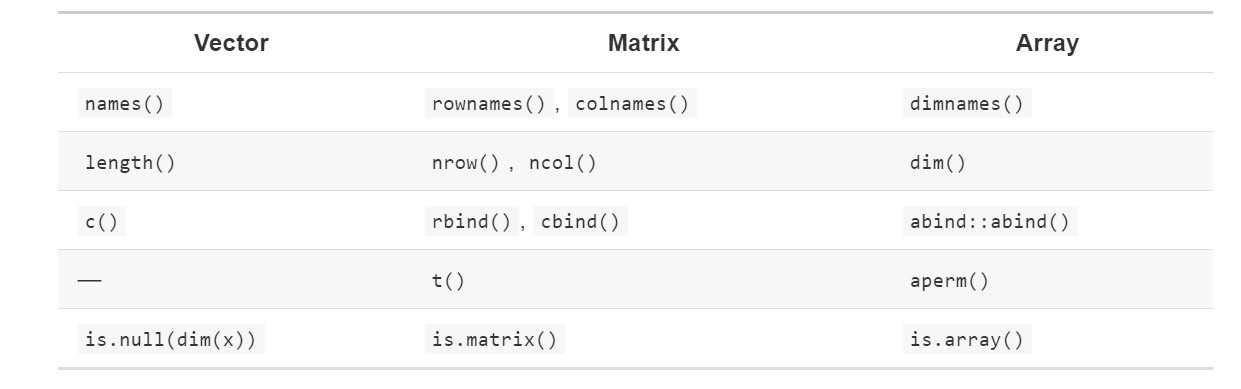 Vector Matrix Array
names() rownames(), colnames() dimnames()
length() nrow(), ncol() dim()
c() rbind(), cbind() abind::abind()
— t() aperm()
is.null(dim(x)) is.matrix() is.array()